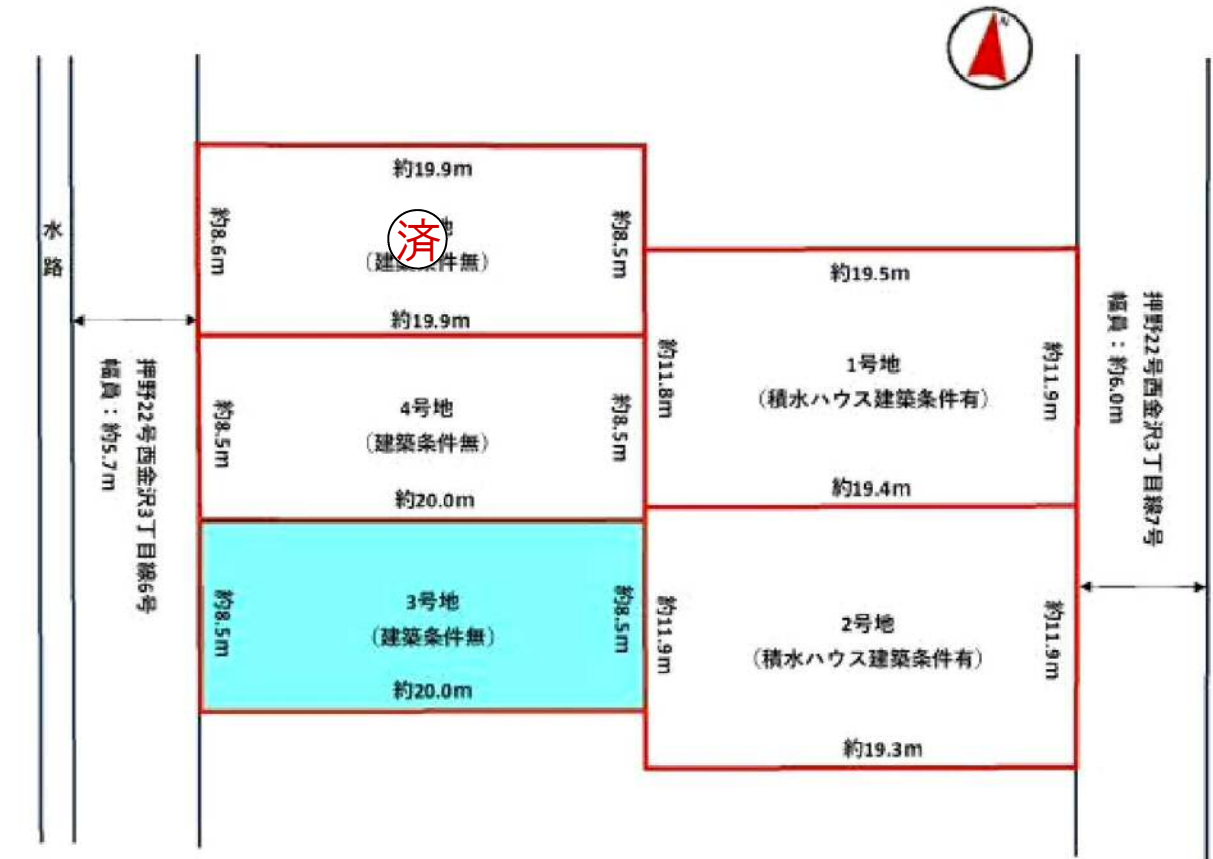 N
水路
約19.9m
約8.6m
済
地
(建築条件無)
約8.5m
約19.9m
約8.5m
4号地
(建築条件無)
約8.5m
約20.0m
約8.5m
3号地
(建築条件無)
約8.5m
約20.0m
押野22号西金沢3丁目線6号
幅員：約5.7m
約19.5m
約11.8m
1号地
(積水ハウス建築条件有)
約11.9m
約19.4m
約11.9m
2号地
(積水ハウス建築条件有)
約11.9m
約19.3m
押野22号西金沢3丁目線7号
幅員：約6.0m